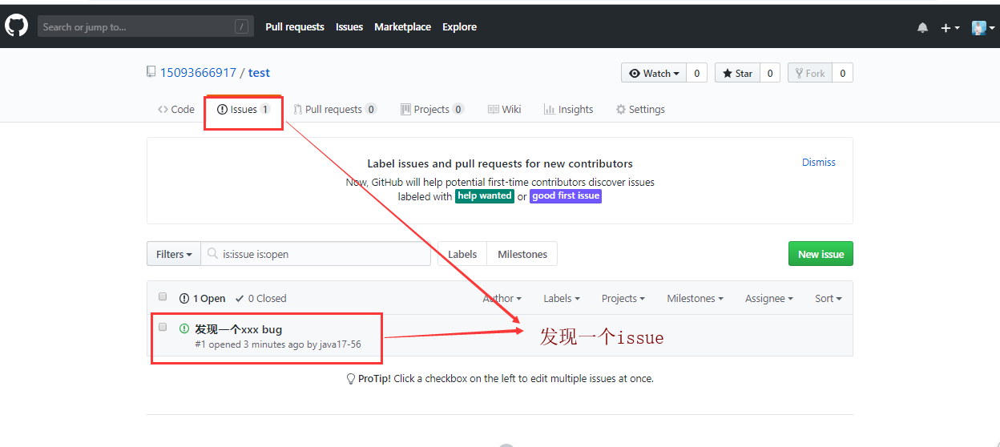 Search or jump to... / Pull requests Issues Marketplace Explore
15093666917 / test Watch 0 Star 0 Fork 0
Code Issues 1 Pull requests 0 Projects 0 Wiki Insights Settings
Label issues and pull requests for new contributors Dismiss
Now, GitHub will help potential first-time contributors discover issues
labeled with help wanted or good first issue
Filters is:issue is:open Labels Milestones New issue
1 Open 0 Closed Author Labels Projects Milestones Assignee Sort
发现一个xxx bug
#1 opened 3 minutes ago by java17-56
发现一个issue
ProTip! Click a checkbox on the left to edit multiple issues at once.